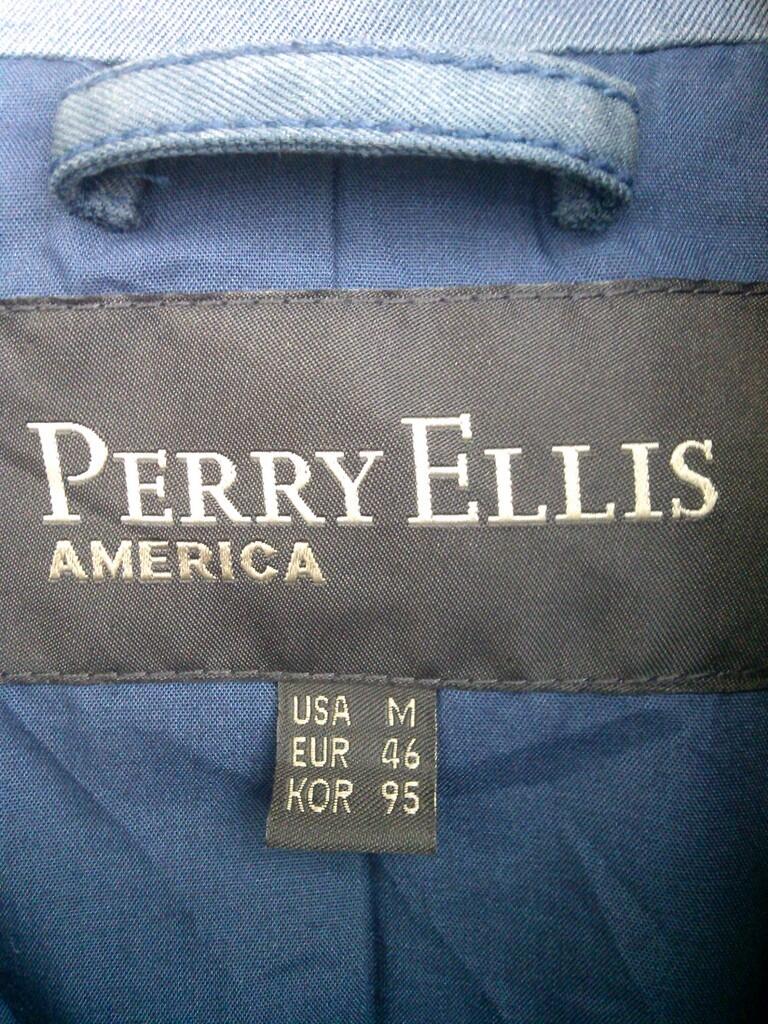 PERRY ELLIS
AMERICA
USA M
EUR 46
KOR 95